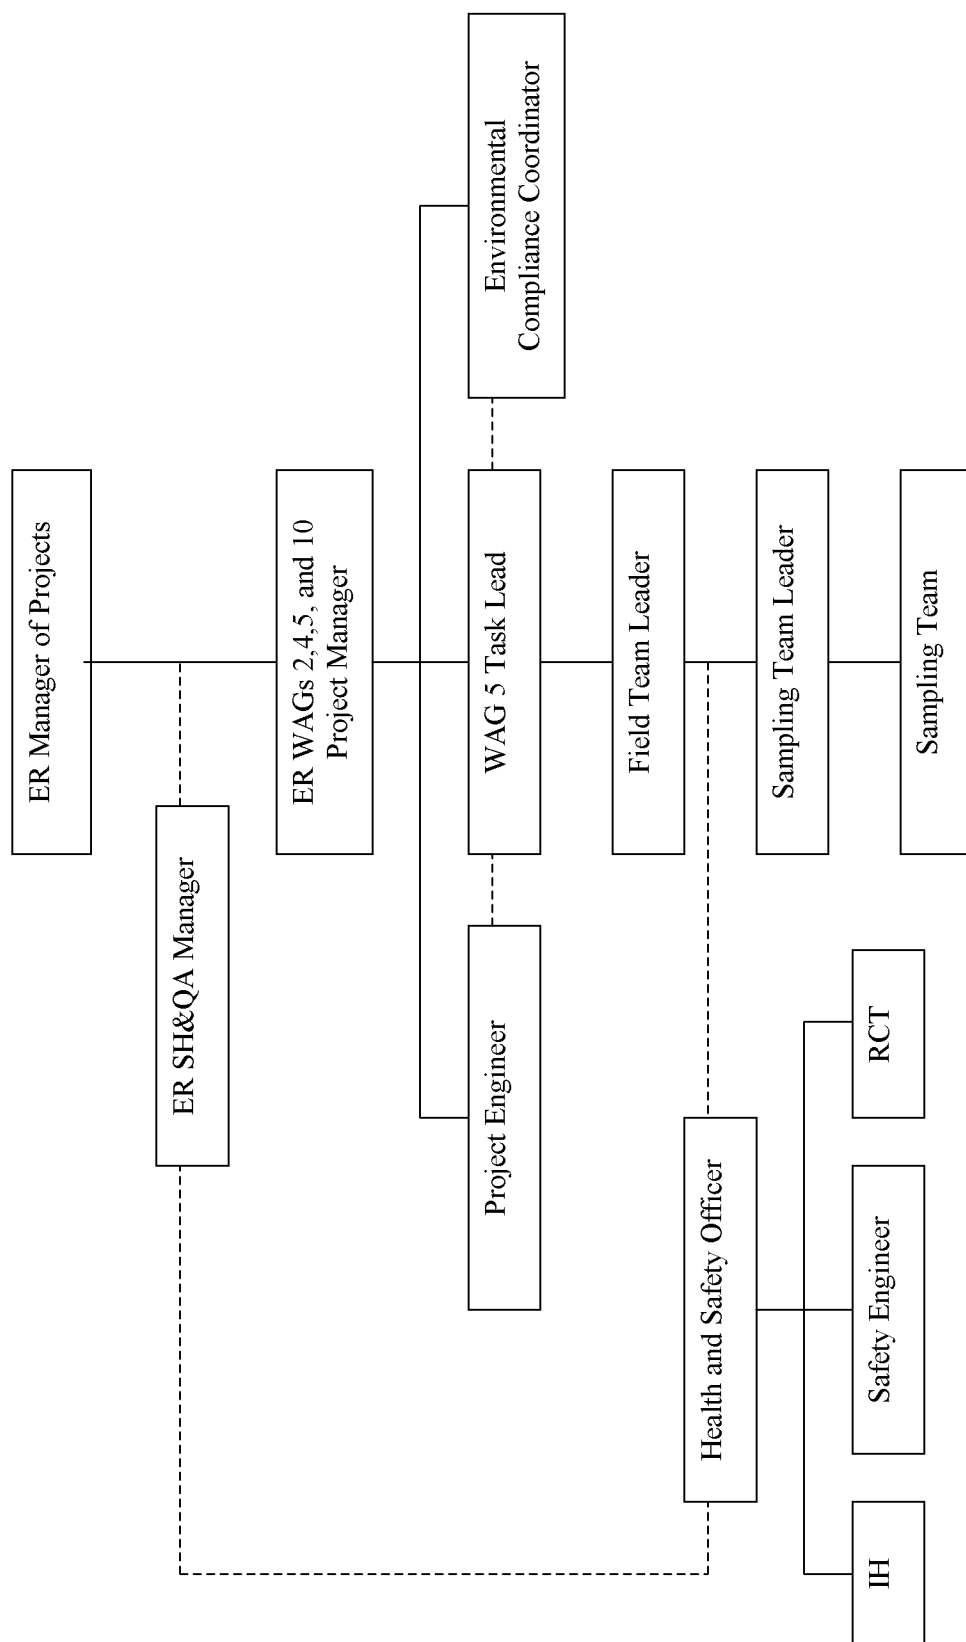 ER Manager of Projects
ER SH&QA Manager
ER WAGs 2,4,5, and 10
Project Manager
Project Engineer
WAG 5 Task Lead
Environmental
Compliance Coordinator
Field Team Leader
Health and Safety Officer
Sampling Team Leader
IH
Safety Engineer
RCT
Sampling Team